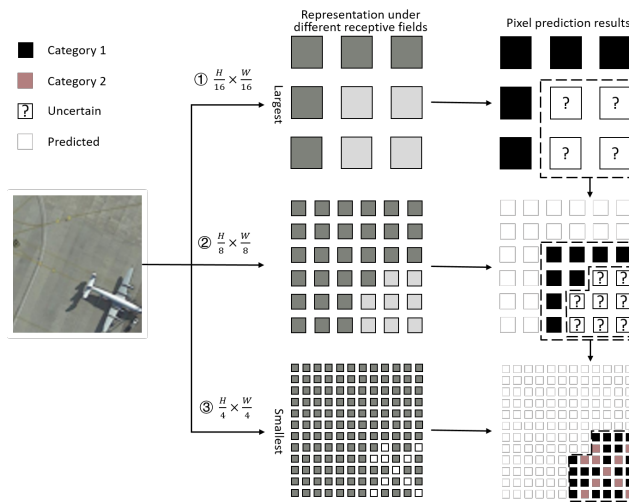 Representation under
different receptive fields
Pixel prediction results
Category 1
Category 2
? Uncertain
Predicted
① H/16 × W/16
Largest
? ?
? ?
② H/8 × W/8
? ?
? ? ?
? ? ?
③ H/4 × W/4
Smallest